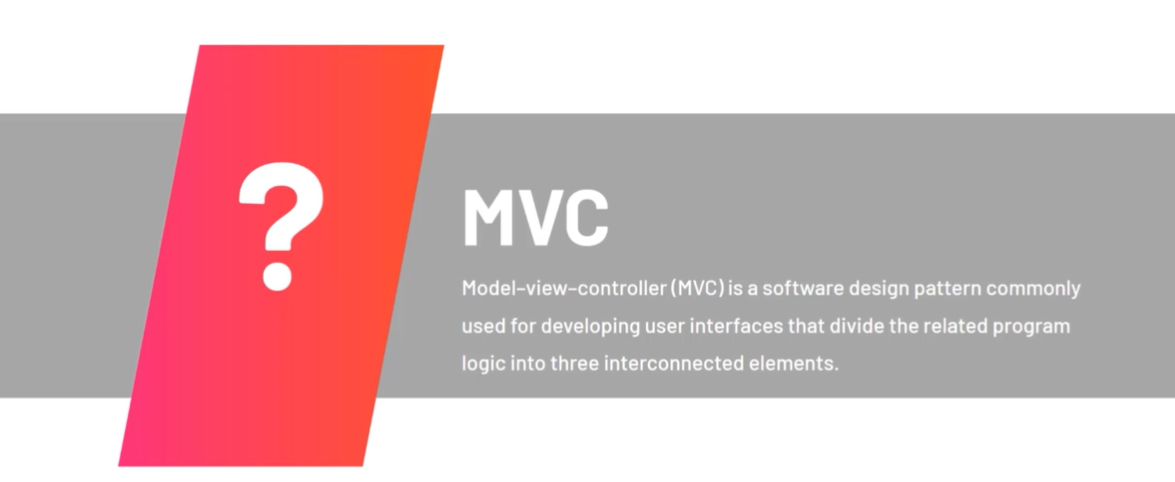 ?
MVC
Model–view–controller (MVC) is a software design pattern commonly
used for developing user interfaces that divide the related program
logic into three interconnected elements.